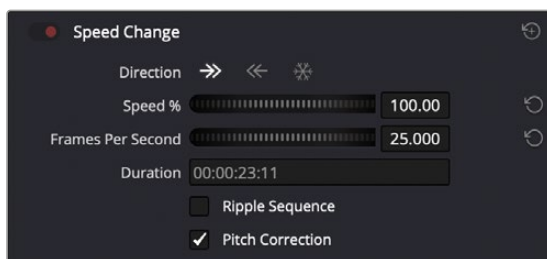 Speed Change
Direction
Speed % 100.00
Frames Per Second 25.000
Duration 00:00:23:11
Ripple Sequence
Pitch Correction